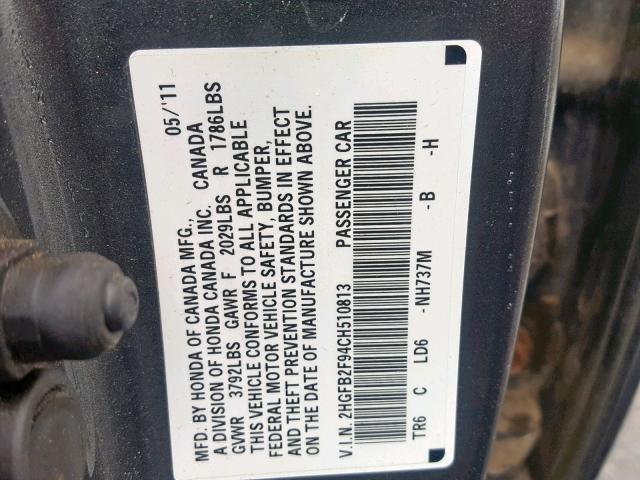 MFD. BY HONDA OF CANADA MFG., 05/'11
A DIVISION OF HONDA CANADA INC. CANADA
GVWR 3792LBS GAWR F 2029LBS R 1786LBS
THIS VEHICLE CONFORMS TO ALL APPLICABLE
FEDERAL MOTOR VEHICLE SAFETY, BUMPER,
AND THEFT PREVENTION STANDARDS IN EFFECT
ON THE DATE OF MANUFACTURE SHOWN ABOVE.
V.I.N. 2HGFB2F94CH510813 PASSENGER CAR
TR6 C LD6 -NH737M -B -H